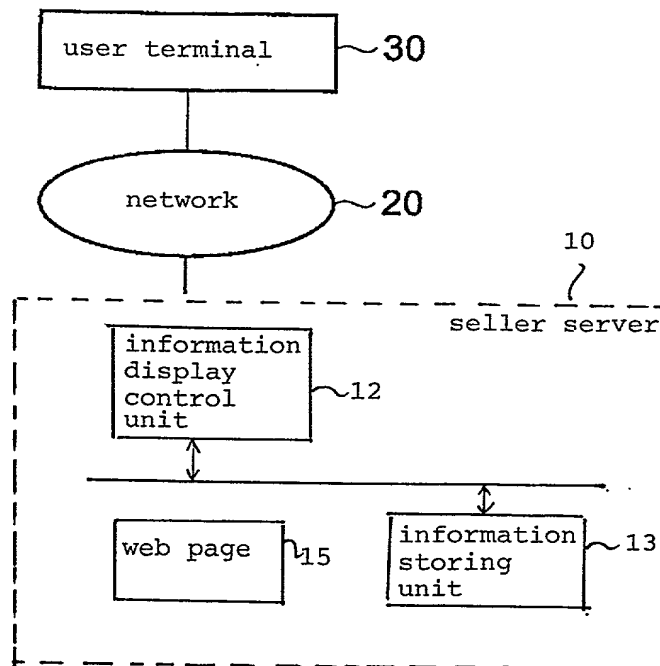 user terminal
30
network
20
10
seller server
information
display
control
unit
12
web page
15
information
storing
unit
13